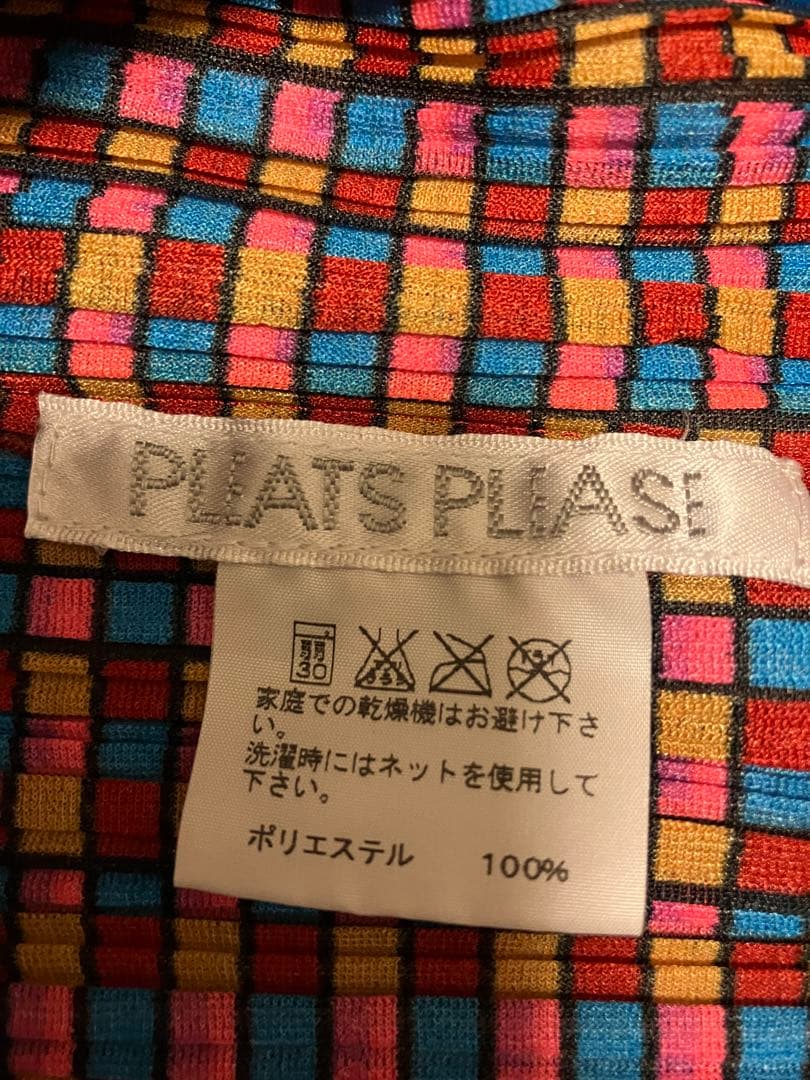 PLEATS PLEASE
弱
30
家庭での乾燥機はお避け下さ
い。
洗濯時にはネットを使用して
下さい。
ポリエステル 100%